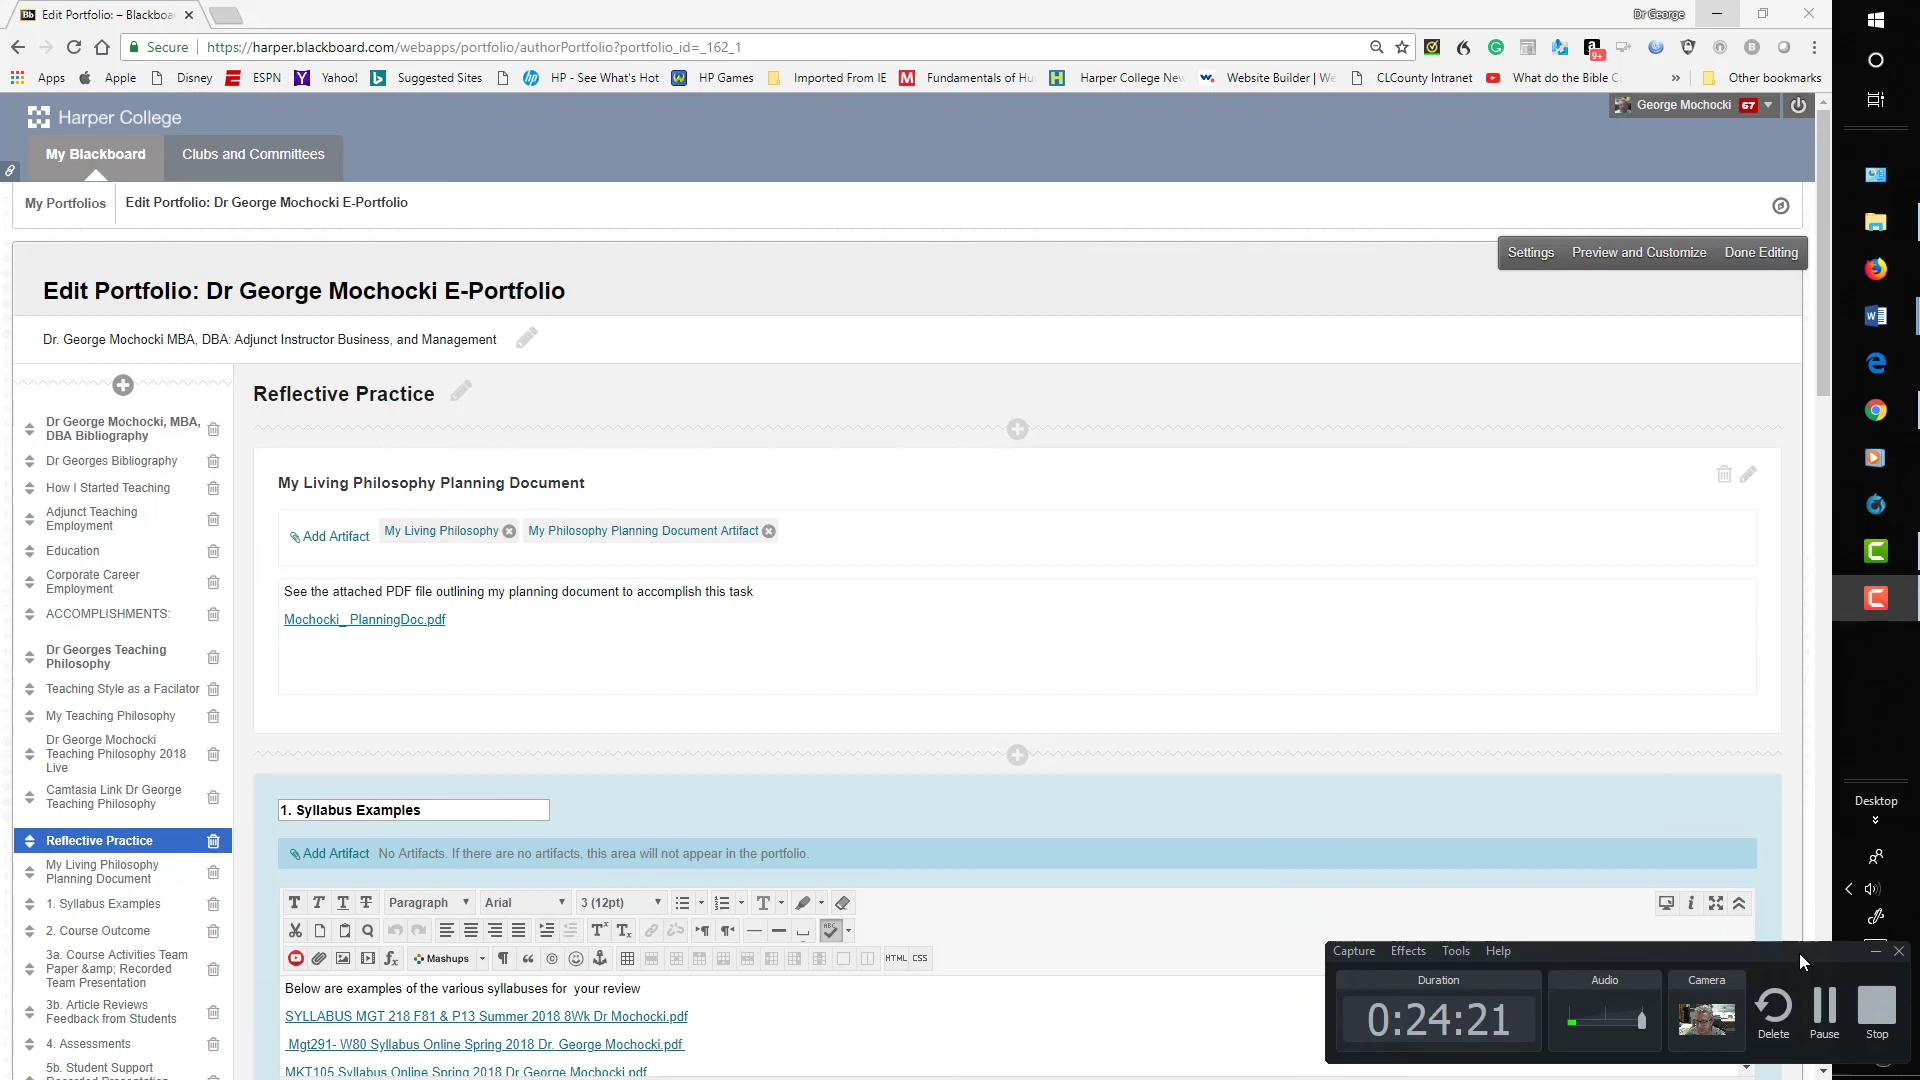 Edit Portfolio: – Blackboa
Dr George
Secure
https://harper.blackboard.com/webapps/portfolio/authorPortfolio?portfolio_id=_162_1
Apps
Apple
Disney
ESPN
Yahoo!
Suggested Sites
HP - See What's Hot
HP Games
Imported From IE
Fundamentals of Hu
Harper College New
Website Builder | We
CLCounty Intranet
What do the Bible C
»
Other bookmarks
Harper College
George Mochocki 67
My Blackboard
Clubs and Committees
My Portfolios
Edit Portfolio: Dr George Mochocki E-Portfolio
Settings
Preview and Customize
Done Editing
Edit Portfolio: Dr George Mochocki E-Portfolio
Dr. George Mochocki MBA, DBA: Adjunct Instructor Business, and Management
Dr George Mochocki, MBA,
DBA Bibliography
Dr Georges Bibliography
How I Started Teaching
Adjunct Teaching
Employment
Education
Corporate Career
Employment
ACCOMPLISHMENTS:
Dr Georges Teaching
Philosophy
Teaching Style as a Facilator
My Teaching Philosophy
Dr George Mochocki
Teaching Philosophy 2018
Live
Camtasia Link Dr George
Teaching Philosophy
Reflective Practice
My Living Philosophy
Planning Document
1. Syllabus Examples
2. Course Outcome
3a. Course Activities Team
Paper &amp; Recorded
Team Presentation
3b. Article Reviews
Feedback from Students
4. Assessments
5b. Student Support
Recorded Presentation
Reflective Practice
My Living Philosophy Planning Document
Add Artifact
My Living Philosophy
My Philosophy Planning Document Artifact
See the attached PDF file outlining my planning document to accomplish this task
Mochocki_ PlanningDoc.pdf
1. Syllabus Examples
Add Artifact
No Artifacts. If there are no artifacts, this area will not appear in the portfolio.
Paragraph
Arial
3 (12pt)
Mashups
HTML
CSS
Below are examples of the various syllabuses for  your review
SYLLABUS MGT 218 F81 & P13 Summer 2018 8Wk Dr Mochocki.pdf
Mgt291- W80 Syllabus Online Spring 2018 Dr. George Mochocki.pdf
MKT105 Syllabus Online Spring 2018 Dr George Mochocki.pdf
Capture
Effects
Tools
Help
Duration
Audio
Camera
0:24:21
Delete
Pause
Stop
Desktop